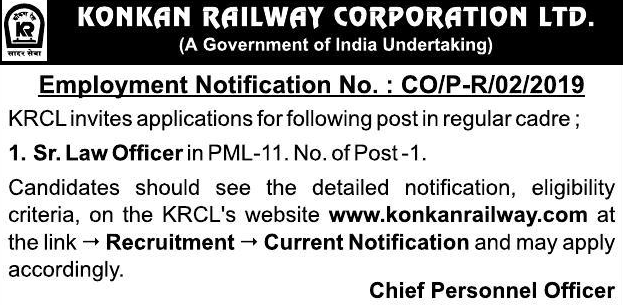 KONKAN RAILWAY CORPORATION LTD.
(A Government of India Undertaking)
KR
सादर सेवा
Employment Notification No. : CO/P-R/02/2019
KRCL invites applications for following post in regular cadre ;
1. Sr. Law Officer in PML-11. No. of Post -1.
Candidates should see the detailed notification, eligibility
criteria, on the KRCL's website www.konkanrailway.com at
the link → Recruitment → Current Notification and may apply
accordingly.
Chief Personnel Officer